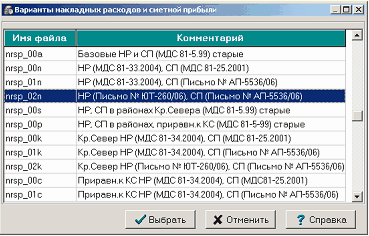 Варианты накладных расходов и сметной прибыли
Имя файла Комментарий
nrsp_00a Базовые НР и СП (МДС 81-5.99) старые
nrsp_00n НР (МДС 81-33.2004), СП (МДС 81-25.2001)
nrsp_01n НР (МДС 81-33.2004), СП (Письмо № АП-5536/06)
nrsp_02n НР (Письмо № ЮТ-260/06), СП (Письмо № АП-5536/06)
nrsp_00s НР, СП в районах Кр.Севера (МДС 81-5.99) старые
nrsp_00r НР, СП в районах, приравн.к КС (МДС 81-5-99) старые
nrsp_00k Кр.Север НР (МДС 81-34.2004), СП (МДС 81-25.2001)
nrsp_01k Кр.Север НР (МДС 81-34.2004), СП (Письмо № АП-5536/06)
nrsp_02k Кр.Север НР (Письмо № ЮТ-260/06), СП (Письмо № АП-5536/06)
nrsp_00c Приравн.к КС НР (МДС 81-34.2004), СП (МДС81-25.2001)
nrsp_01c Приравн.к КС НР (МДС 81-34.2004), СП (Письмо № АП-5536/06)
Выбрать Отменить ? Справка